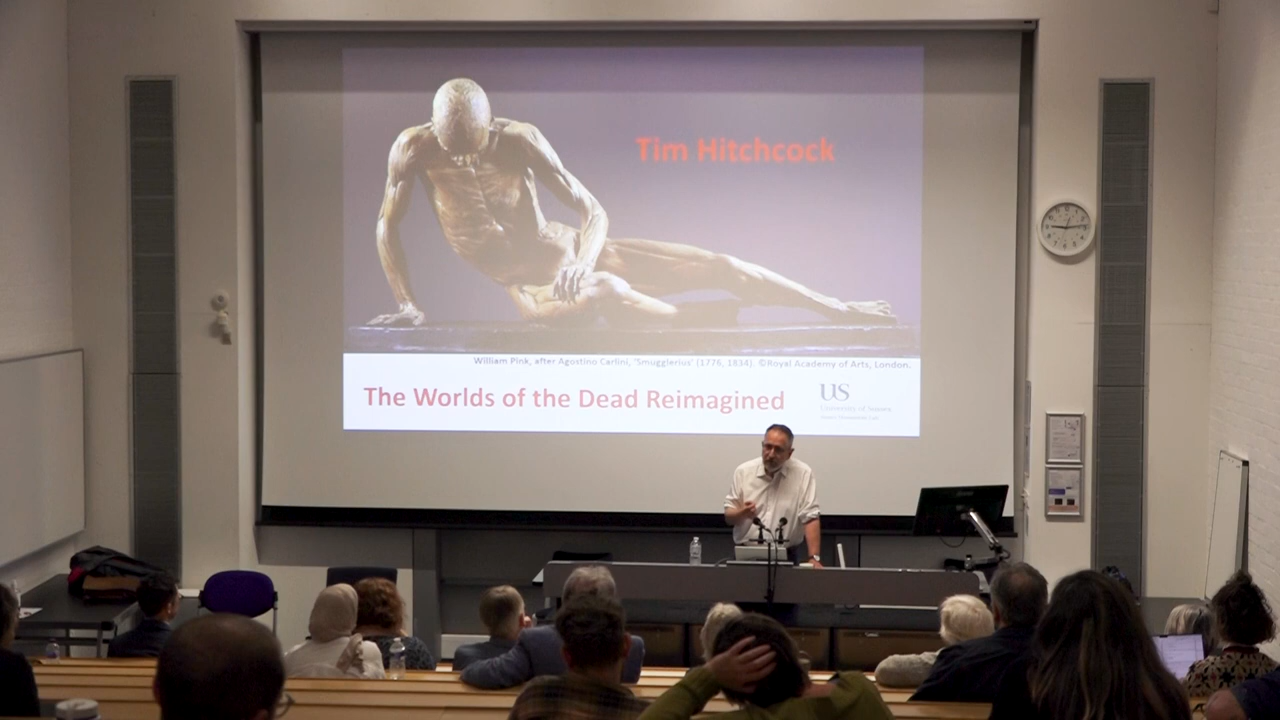 Tim Hitchcock
William Pink, after Agostino Carlini, 'Smugglerius' (1776, 1834). ©Royal Academy of Arts, London.
The Worlds of the Dead Reimagined
US
University of Sussex